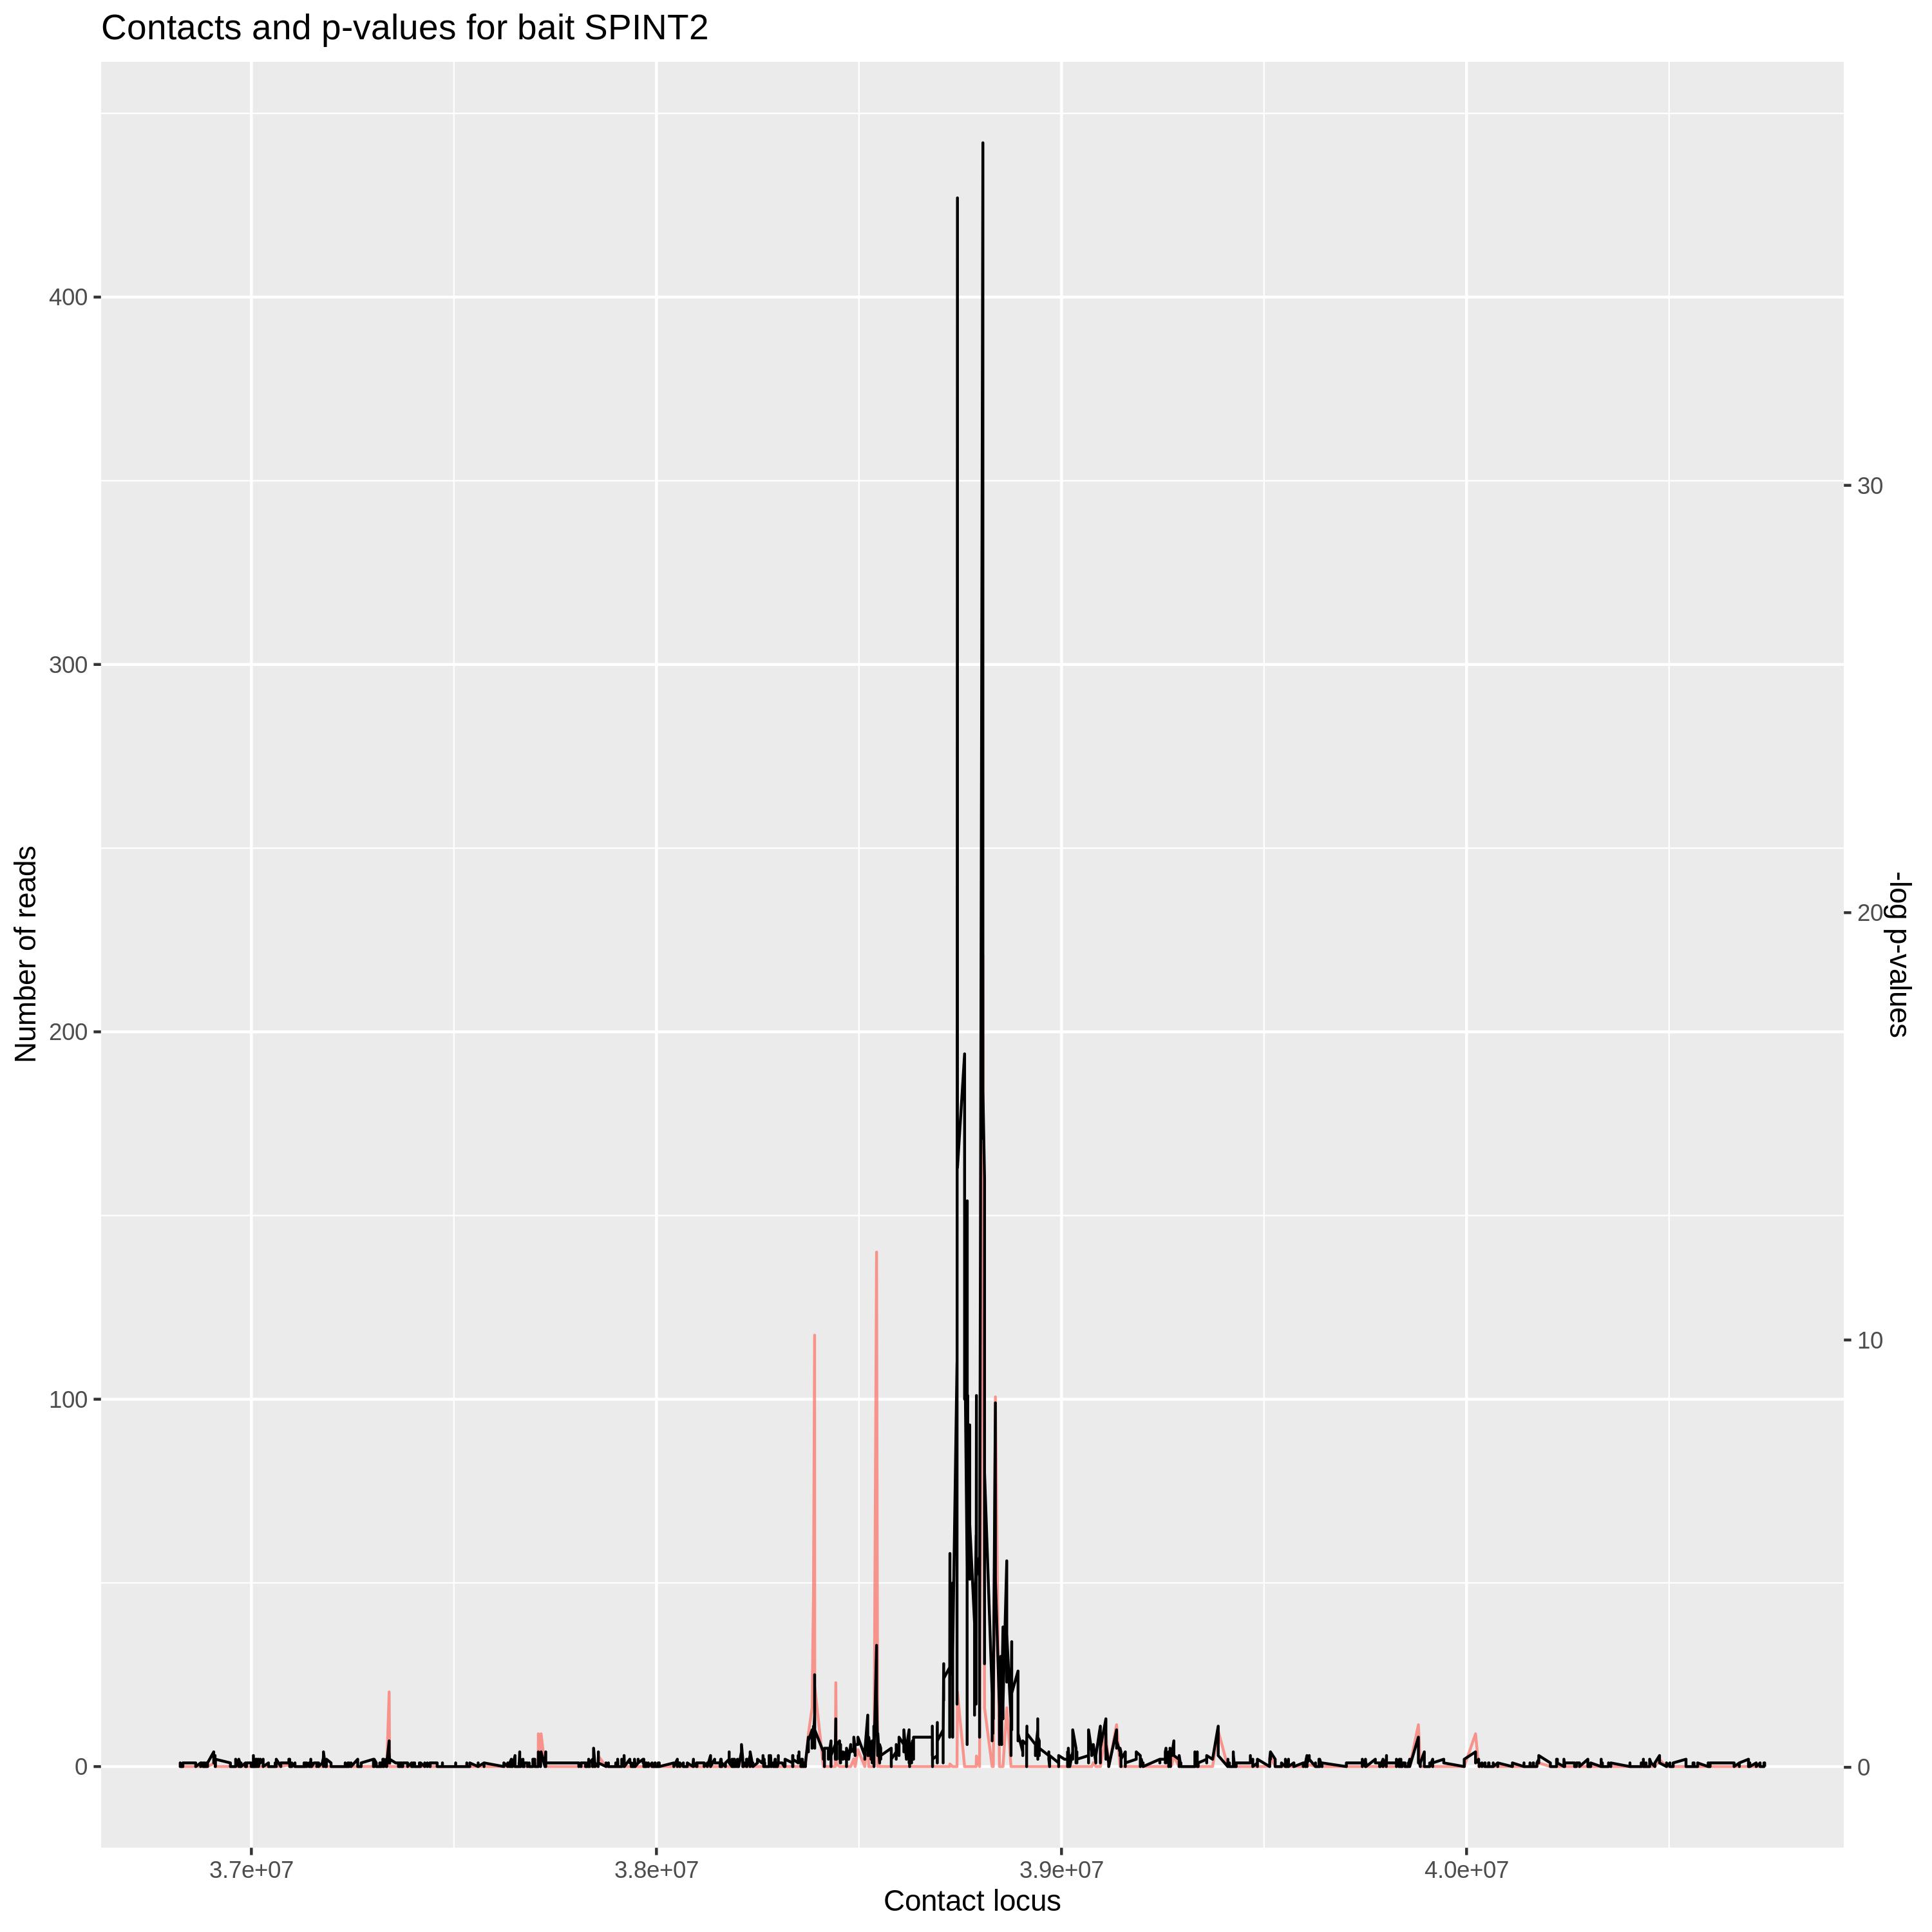 Contacts and p-values for bait SPINT2
400
300
200
100
0
Number of reads
30
20
10
0
-log p-values
3.7e+07
3.8e+07
3.9e+07
4.0e+07
Contact locus